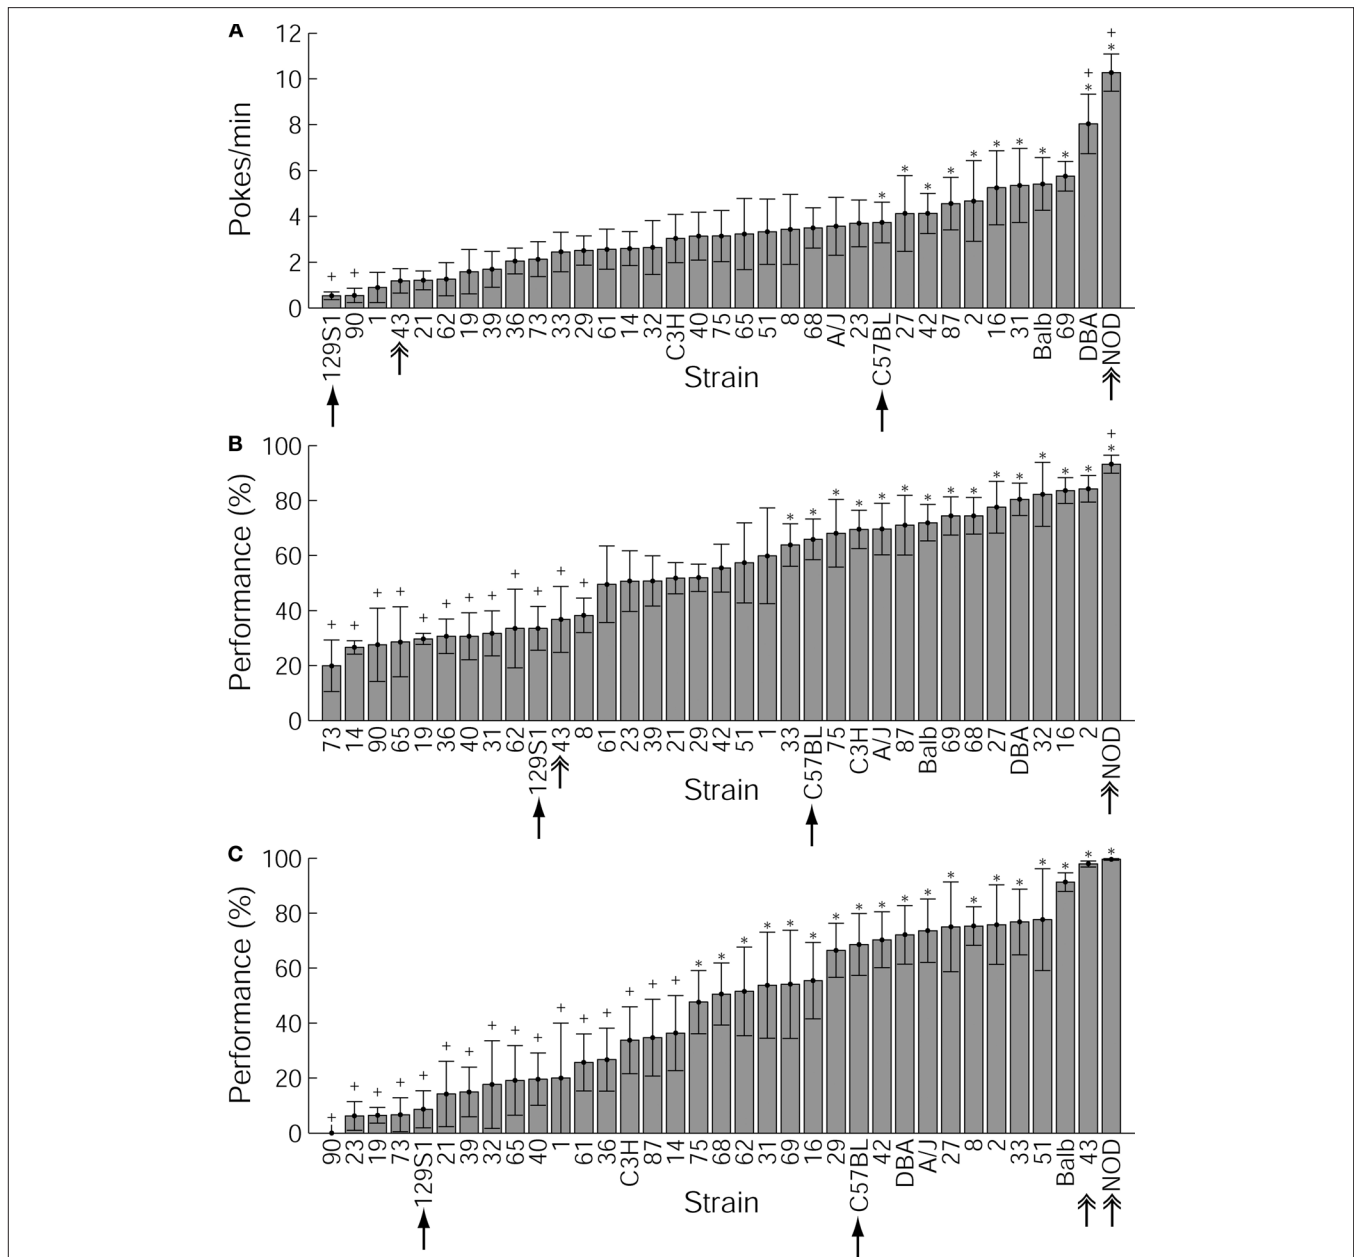 A
Pokes/min
12
10
8
6
4
2
0
+ + + +
* * * * * * * * * * *
129S1 90 1 43 21 62 19 39 36 73 33 29 61 14 32 C3H 40 75 65 51 8 68 A/J 23 C57BL 27 42 87 2 16 31 Balb 69 DBA NOD
Strain
B
Performance (%)
100
80
60
40
20
0
+ + + + + + + + + + + + +
* * * * * * * * * * * * * * *
73 14 90 65 19 36 40 31 62 129S1 43 8 61 23 39 21 29 42 51 1 33 C57BL 75 C3H A/J 87 Balb 69 68 27 DBA 32 16 2 NOD
Strain
C
Performance (%)
100
80
60
40
20
0
+ + + + + + + + + + + + + + + +
* * * * * * * * * * * * * * * * * * *
90 23 19 73 129S1 21 39 32 65 40 1 61 36 C3H 87 14 75 68 62 31 69 16 29 C57BL 42 DBA A/J 27 8 2 33 51 Balb 43 NOD
Strain